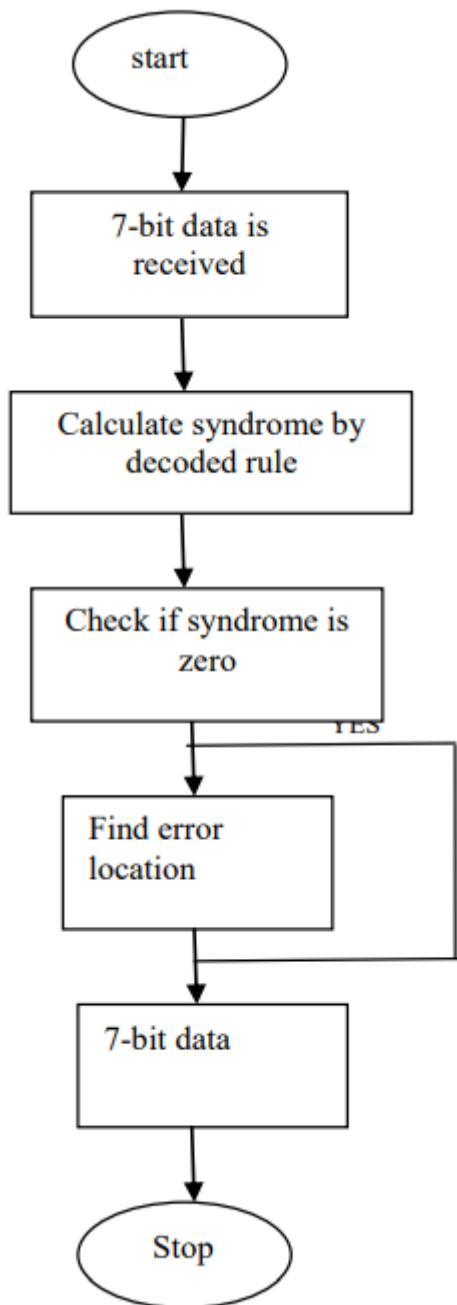 start
7-bit data is
received
Calculate syndrome by
decoded rule
Check if syndrome is
zero
YES
Find error
location
7-bit data
Stop